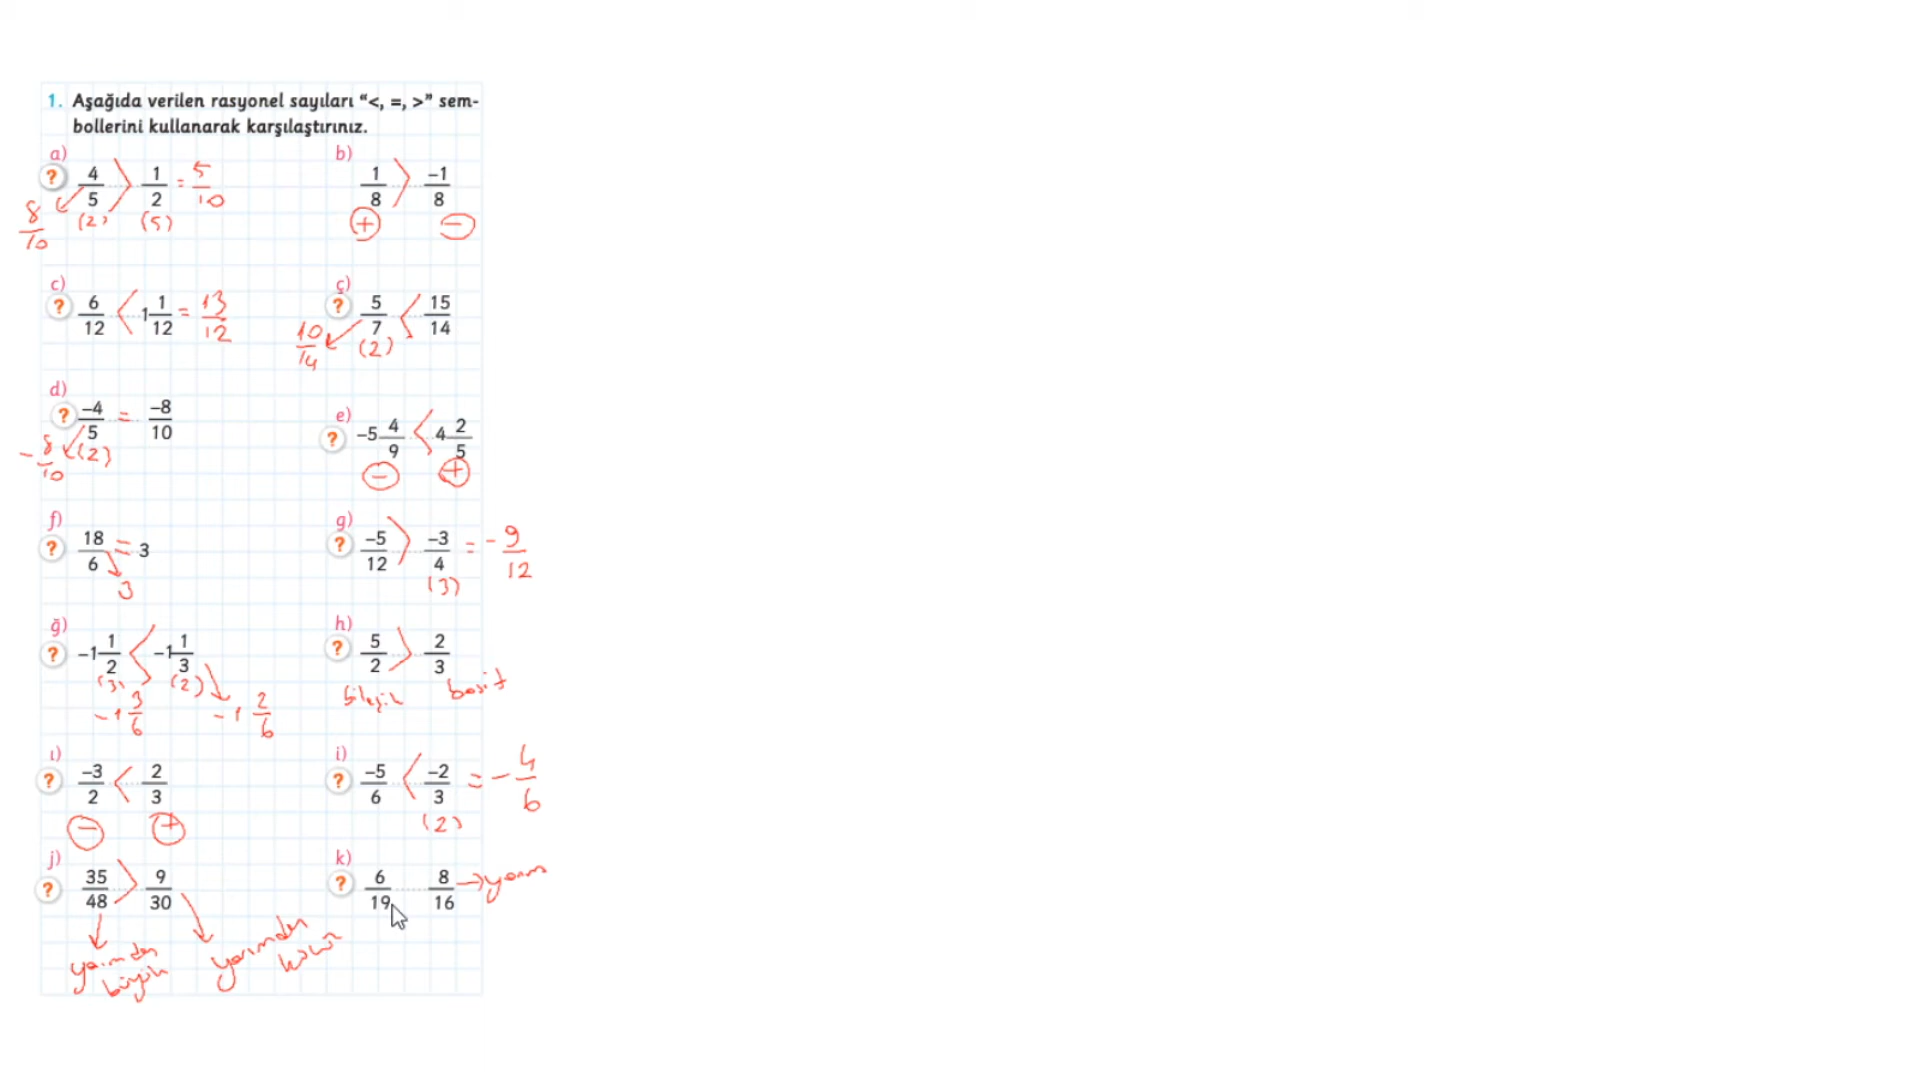 1. Aşağıda verilen rasyonel sayıları “<, =, >” sem-
bollerini kullanarak karşılaştırınız.
a) ? 4/5 > 1/2 = 5/10
8/10 (2) (5)
b) 1/8 > -1/8
+ -
c) ? 6/12 < 1 1/12 = 13/12
ç) ? 5/7 < 15/14
10/14 (2)
d) ? -4/5 = -8/10
-8/10 (2)
e) ? -5 4/9 < 4 2/5
- +
f) ? 18/6 = 3
3
g) ? -5/12 > -3/4 = -9/12
(3)
ğ) ? -1 1/2 < -1 1/3
(3) (2)
-1 3/6 -1 2/6
h) ? 5/2 > 2/3
bileşik basit
ı) ? -3/2 < 2/3
- +
i) ? -5/6 < -2/3 = -4/6
(2)
j) ? 35/48 > 9/30
yarımdan büyük
yarımdan
k) ? 6/19 8/16 → yarım